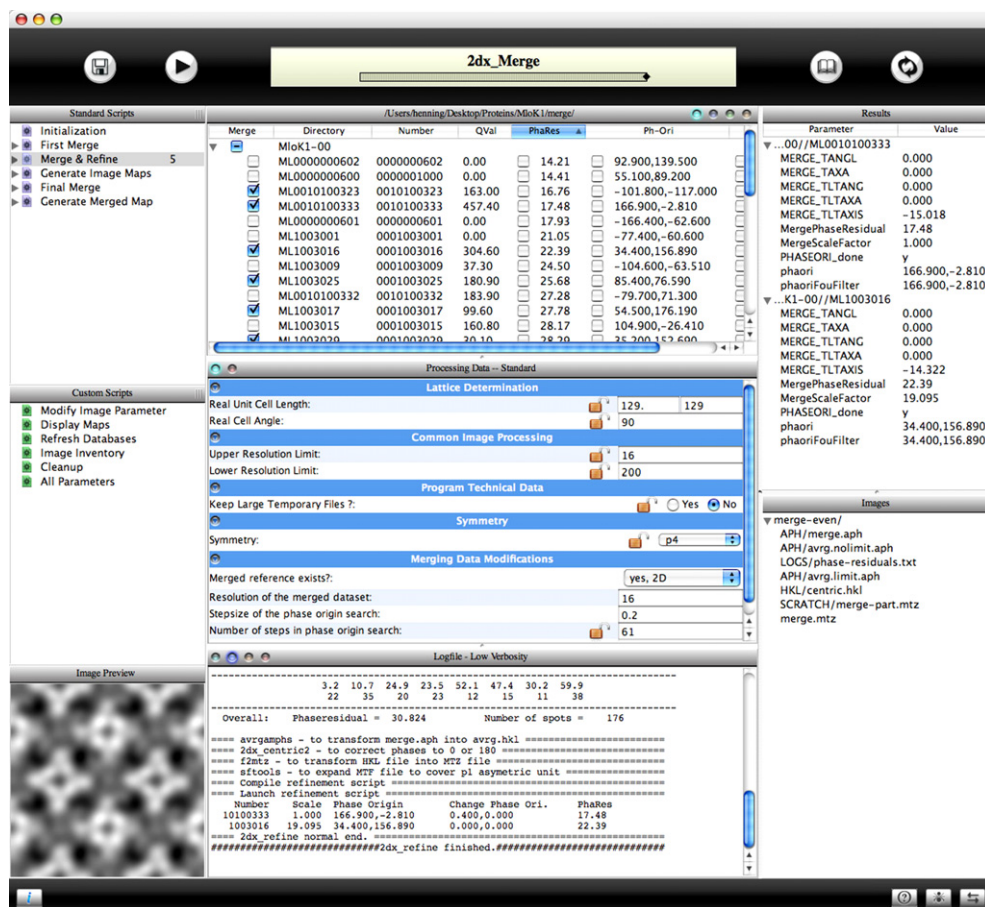 2dx_Merge
Standard Scripts
Initialization
First Merge
Merge & Refine 5
Generate Image Maps
Final Merge
Generate Merged Map
Custom Scripts
Modify Image Parameter
Display Maps
Refresh Databases
Image Inventory
Cleanup
All Parameters
Image Preview
/Users/henning/Desktop/Proteins/MloK1/merge/
Merge Directory Number QVal PhaRes Ph-Ori
MloK1-00
ML0000000602 0000000602 0.00 14.21 92.900,139.500
ML0000000600 0000001000 0.00 14.41 55.100,89.200
ML0010100323 0010100323 163.00 16.76 -101.800,-117.000
ML0010100333 0010100333 457.40 17.48 166.900,-2.810
ML0000000601 0000000601 0.00 17.93 -166.400,-62.600
ML1003001 0001003001 0.00 21.05 -77.400,-60.600
ML1003016 0001003016 304.60 22.39 34.400,156.890
ML1003009 0001003009 37.30 24.50 -104.600,-63.510
ML1003025 0001003025 180.90 25.68 85.400,76.590
ML0010100332 0010100332 183.90 27.28 -79.700,71.300
ML1003017 0001003017 99.60 27.78 54.500,176.190
ML1003015 0001003015 160.80 28.17 104.900,-26.410
ML1003029 0001003029 30.10 28.29 35.200,152.690
Processing Data -- Standard
Lattice Determination
Real Unit Cell Length: 129. 129
Real Cell Angle: 90
Common Image Processing
Upper Resolution Limit: 16
Lower Resolution Limit: 200
Program Technical Data
Keep Large Temporary Files ?: Yes No
Symmetry
Symmetry: p4
Merging Data Modifications
Merged reference exists?: yes, 2D
Resolution of the merged dataset: 16
Stepsize of the phase origin search: 0.2
Number of steps in phase origin search: 61
Logfile - Low Verbosity
3.2 10.7 24.9 23.5 52.1 47.4 30.2 59.9
22 35 20 23 12 15 11 38
Overall: Phaseresidual = 30.824 Number of spots = 176
==== avrgamphs - to transform merge.aph into avrg.hkl ========================
==== 2dx_centric2 - to correct phases to 0 or 180 ============================
==== f2mtz - to transform HKL file into MTZ file =============================
==== sftools - to expand MTF file to cover p1 asymetric unit =================
==== Compile refinement script ===============================================
==== Launch refinement script ================================================
Number Scale Phase Origin Change Phase Ori. PhaRes
10100333 1.000 166.900,-2.810 0.400,0.000 17.48
1003016 19.095 34.400,156.890 0.000,0.000 22.39
==== 2dx_refine normal end. ==================================================
############################2dx_refine finished.############################
Results
Parameter Value
...00//ML0010100333
MERGE_TANGL 0.000
MERGE_TAXA 0.000
MERGE_TLTANG 0.000
MERGE_TLTAXA 0.000
MERGE_TLTAXIS -15.018
MergePhaseResidual 17.48
MergeScaleFactor 1.000
PHASEORI_done y
phaori 166.900,-2.810
phaoriFouFilter 166.900,-2.810
...K1-00//ML1003016
MERGE_TANGL 0.000
MERGE_TAXA 0.000
MERGE_TLTANG 0.000
MERGE_TLTAXA 0.000
MERGE_TLTAXIS -14.322
MergePhaseResidual 22.39
MergeScaleFactor 19.095
PHASEORI_done y
phaori 34.400,156.890
phaoriFouFilter 34.400,156.890
Images
merge-even/
APH/merge.aph
APH/avrg.nolimit.aph
LOGS/phase-residuals.txt
APH/avrg.limit.aph
HKL/centric.hkl
SCRATCH/merge-part.mtz
merge.mtz